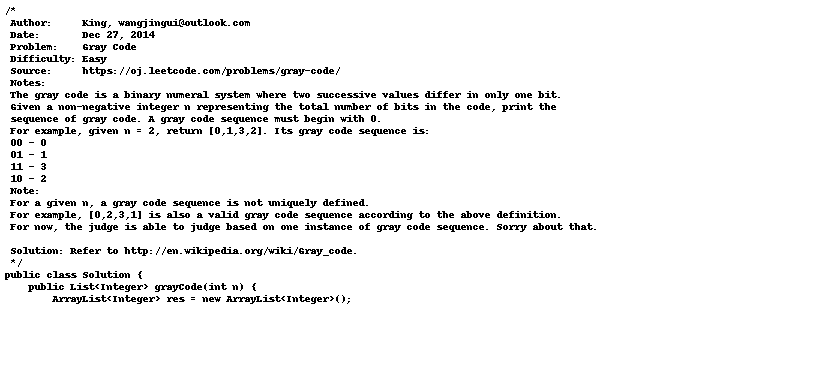 /*
 Author:     King, wangjingui@outlook.com
 Date:       Dec 27, 2014
 Problem:    Gray Code
 Difficulty: Easy
 Source:     https://oj.leetcode.com/problems/gray-code/
 Notes:
 The gray code is a binary numeral system where two successive values differ in only one bit.
 Given a non-negative integer n representing the total number of bits in the code, print the
 sequence of gray code. A gray code sequence must begin with 0.
 For example, given n = 2, return [0,1,3,2]. Its gray code sequence is:
 00 - 0
 01 - 1
 11 - 3
 10 - 2
 Note:
 For a given n, a gray code sequence is not uniquely defined.
 For example, [0,2,3,1] is also a valid gray code sequence according to the above definition.
 For now, the judge is able to judge based on one instance of gray code sequence. Sorry about that.

 Solution: Refer to http://en.wikipedia.org/wiki/Gray_code.
 */
public class Solution {
    public List<Integer> grayCode(int n) {
        ArrayList<Integer> res = new ArrayList<Integer>();